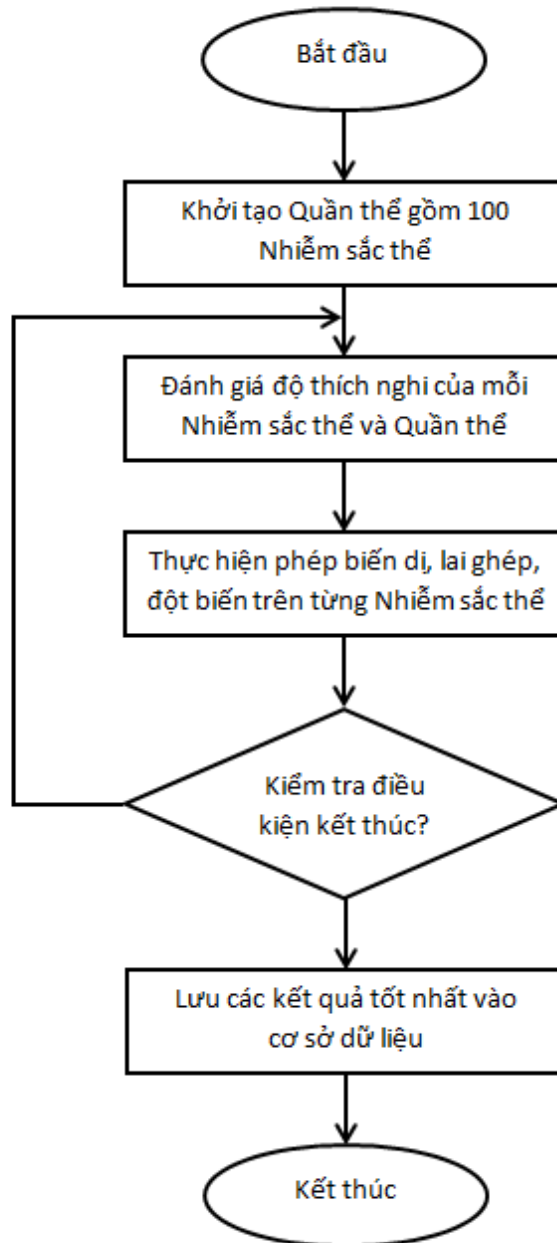 Bắt đầu
Khởi tạo Quần thể gồm 100
Nhiễm sắc thể
Đánh giá độ thích nghi của mỗi
Nhiễm sắc thể và Quần thể
Thực hiện phép biến dị, lai ghép,
đột biến trên từng Nhiễm sắc thể
Kiểm tra điều
kiện kết thúc?
Lưu các kết quả tốt nhất vào
cơ sở dữ liệu
Kết thúc